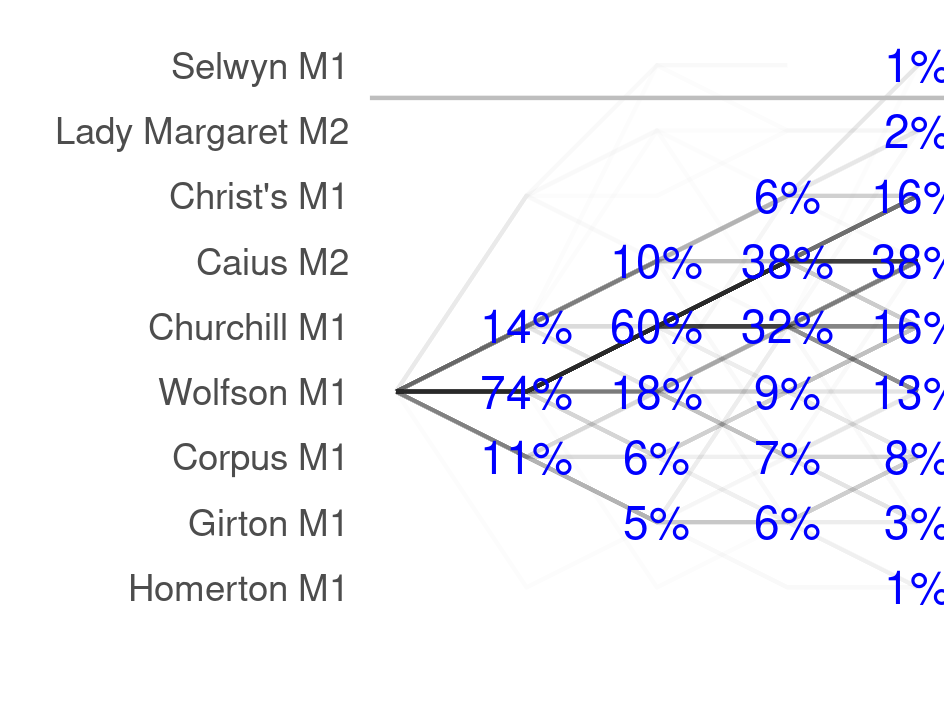 Selwyn M1 1%
Lady Margaret M2 2%
Christ's M1 6% 16%
Caius M2 10% 38% 38%
Churchill M1 14% 60% 32% 16%
Wolfson M1 74% 18% 9% 13%
Corpus M1 11% 6% 7% 8%
Girton M1 5% 6% 3%
Homerton M1 1%